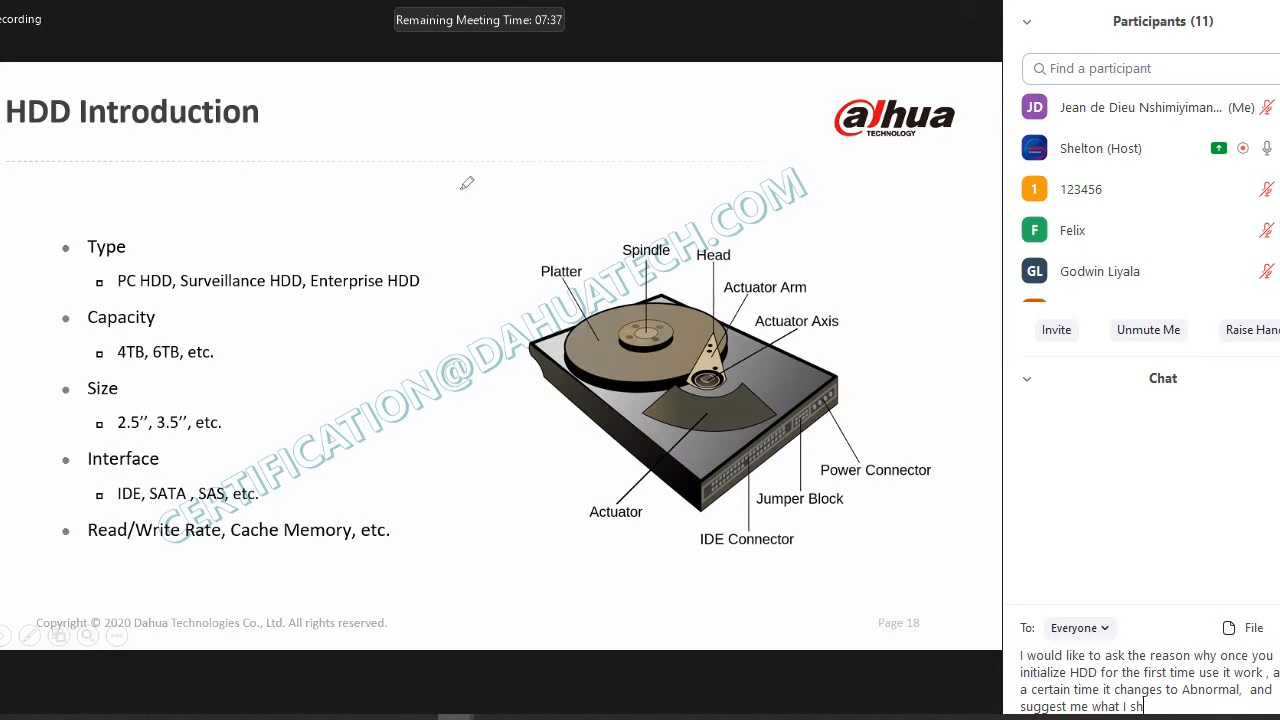 ecording
Remaining Meeting Time: 07:37
HDD Introduction
alhua
TECHNOLOGY
CERTIFICATION@DAHUATECH.COM
Type
PC HDD, Surveillance HDD, Enterprise HDD
Capacity
4TB, 6TB, etc.
Size
2.5’’, 3.5’’, etc.
Interface
IDE, SATA , SAS, etc.
Read/Write Rate, Cache Memory, etc.
Spindle
Head
Platter
Actuator Arm
Actuator Axis
Power Connector
Jumper Block
Actuator
IDE Connector
Copyright © 2020 Dahua Technologies Co., Ltd. All rights reserved.
Page 18
Participants (11)
Find a participant
JD Jean de Dieu Nshimiyiman... (Me)
Shelton (Host)
1 123456
F Felix
GL Godwin Liyala
Invite
Unmute Me
Raise Han
Chat
To: Everyone
File
I would like to ask the reason why once you
initialize HDD for the first time use it work , a
a certain time it changes to Abnormal, and
suggest me what I sh